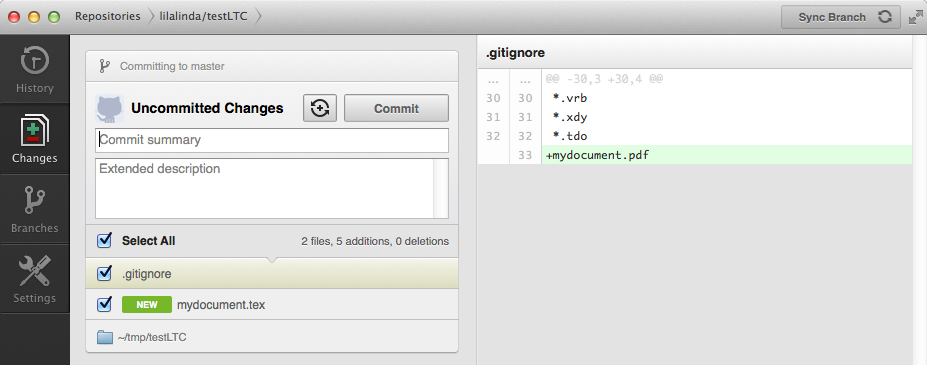 Repositories lilalinda/testLTC Sync Branch
History
Changes
Branches
Settings
Committing to master
Uncommitted Changes Commit
Commit summary
Extended description
Select All 2 files, 5 additions, 0 deletions
.gitignore
NEW mydocument.tex
~/tmp/testLTC
.gitignore
... ... @@ -30,3 +30,4 @@
30 30 *.vrb
31 31 *.xdy
32 32 *.tdo
33 +mydocument.pdf